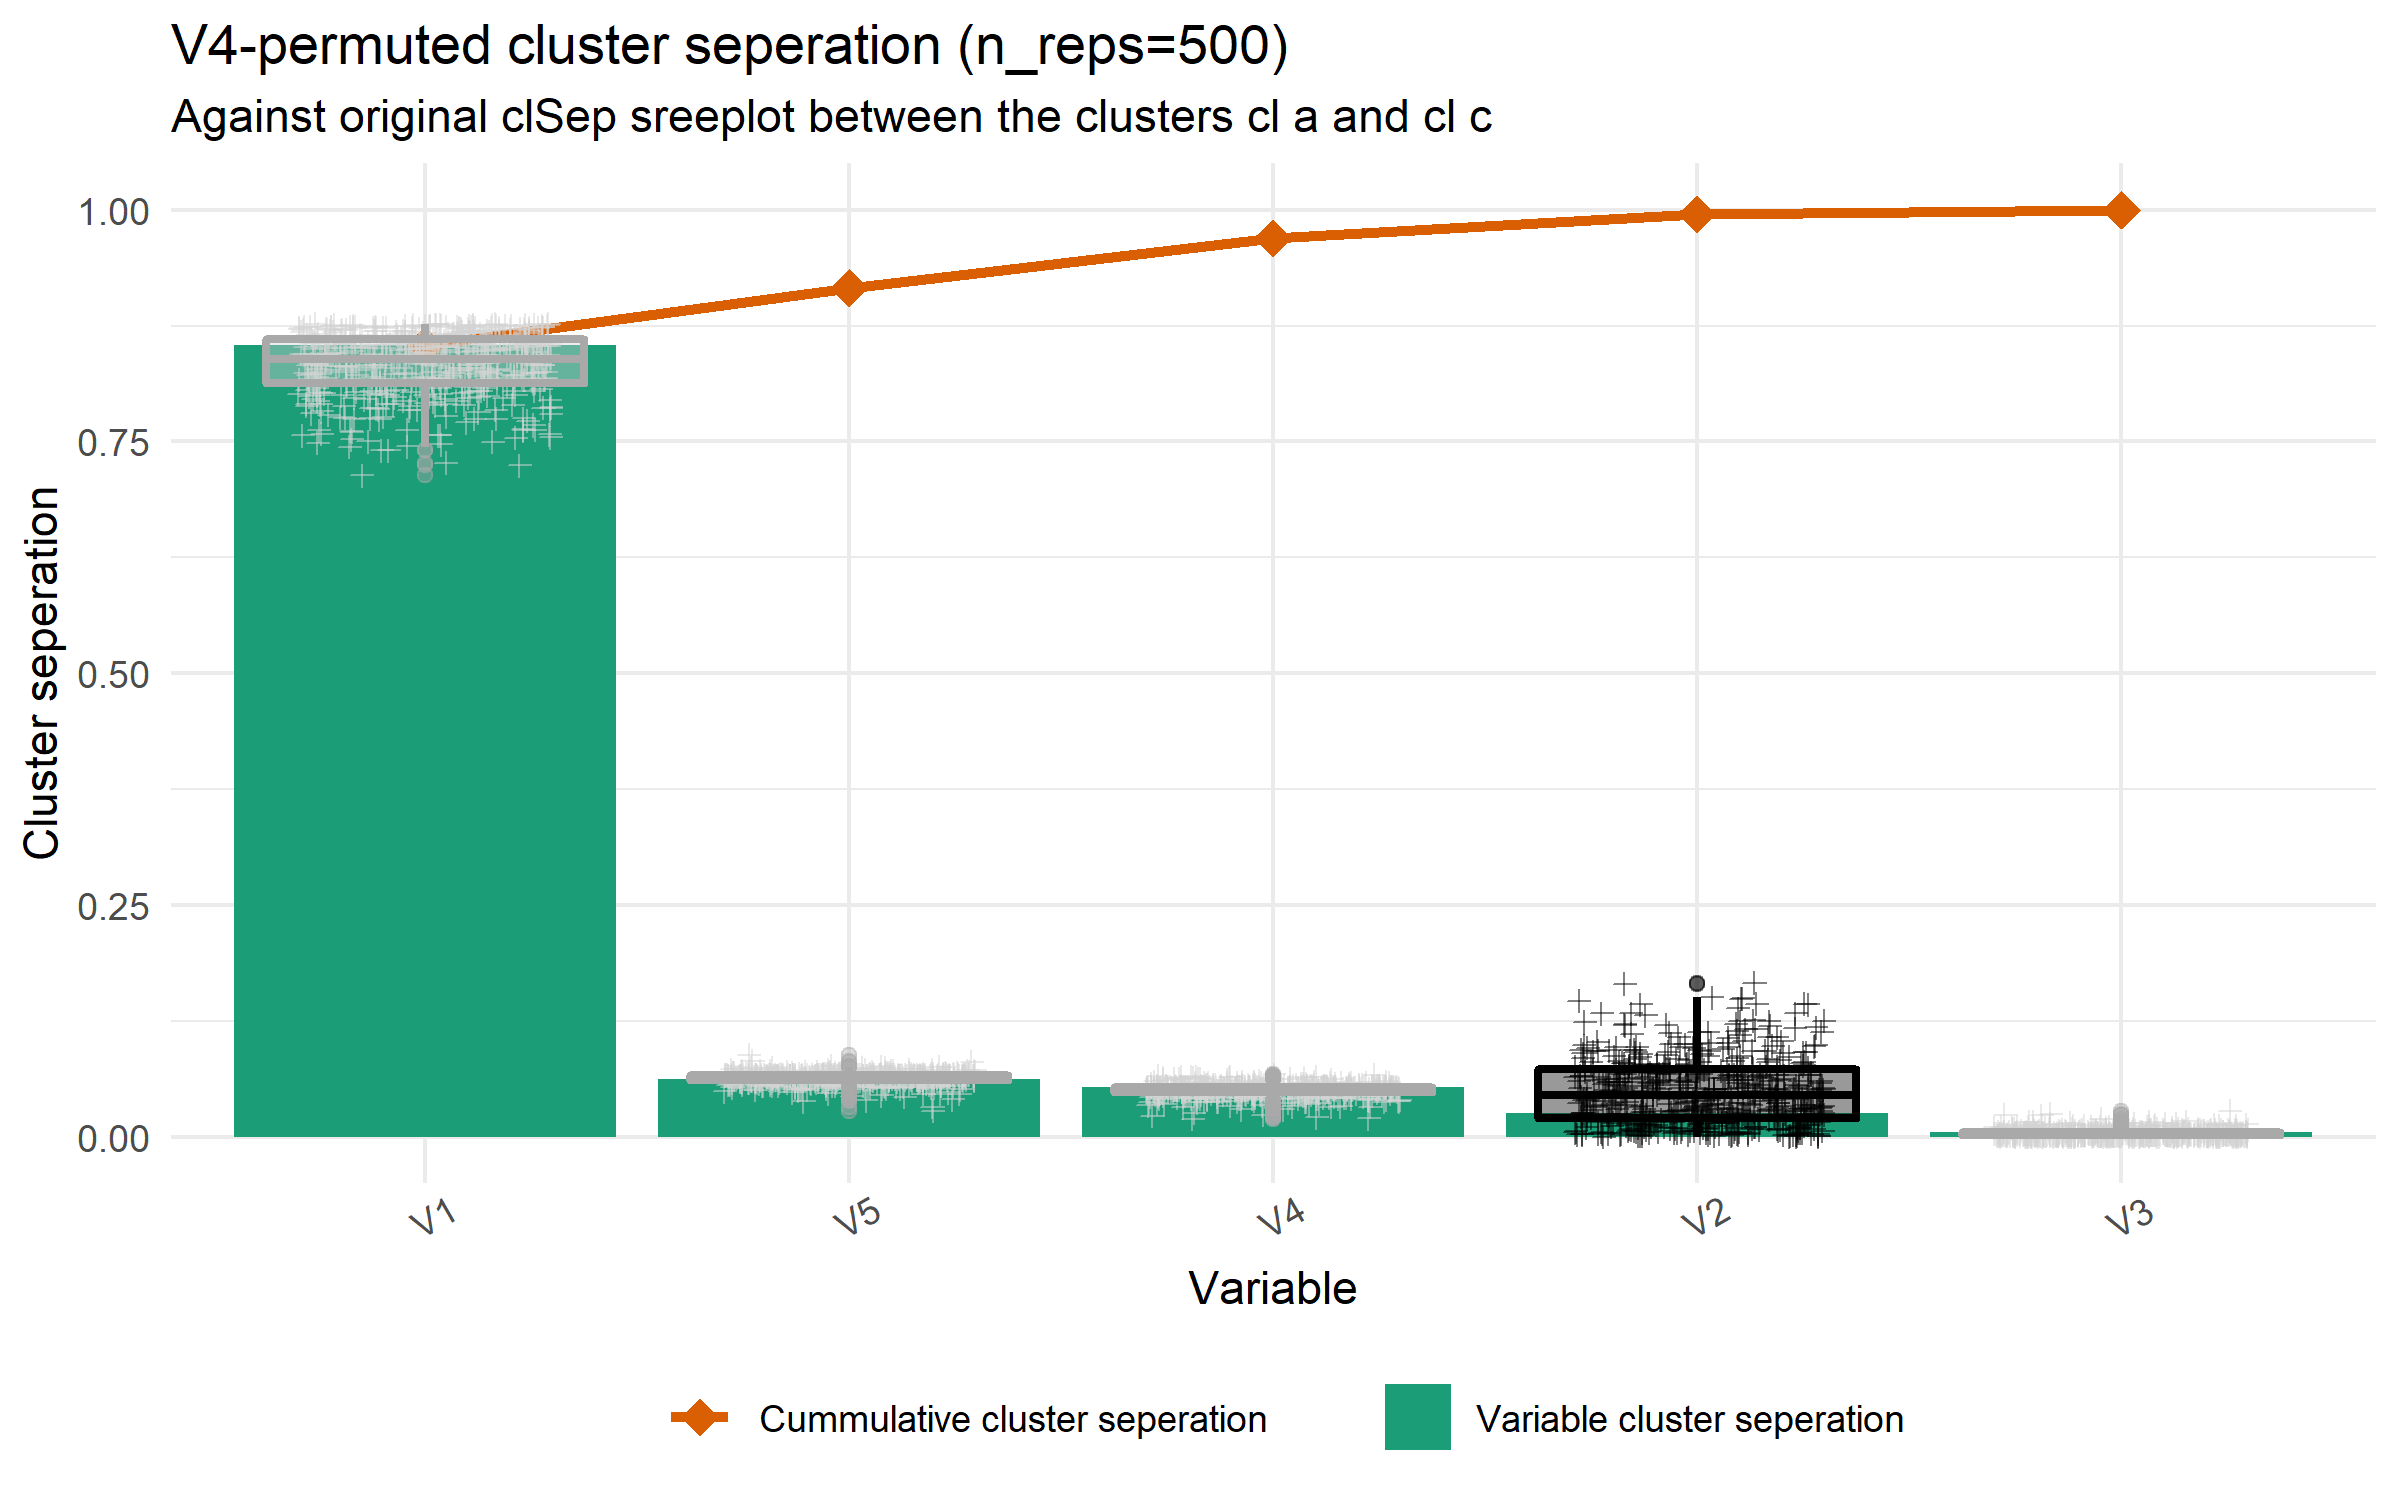 V4-permuted cluster seperation (n_reps=500)
Against original clSep sreeplot between the clusters cl a and cl c
Cluster seperation
1.00
0.75
0.50
0.25
0.00
V1 V5 V4 V2 V3
Variable
Cummulative cluster seperation Variable cluster seperation